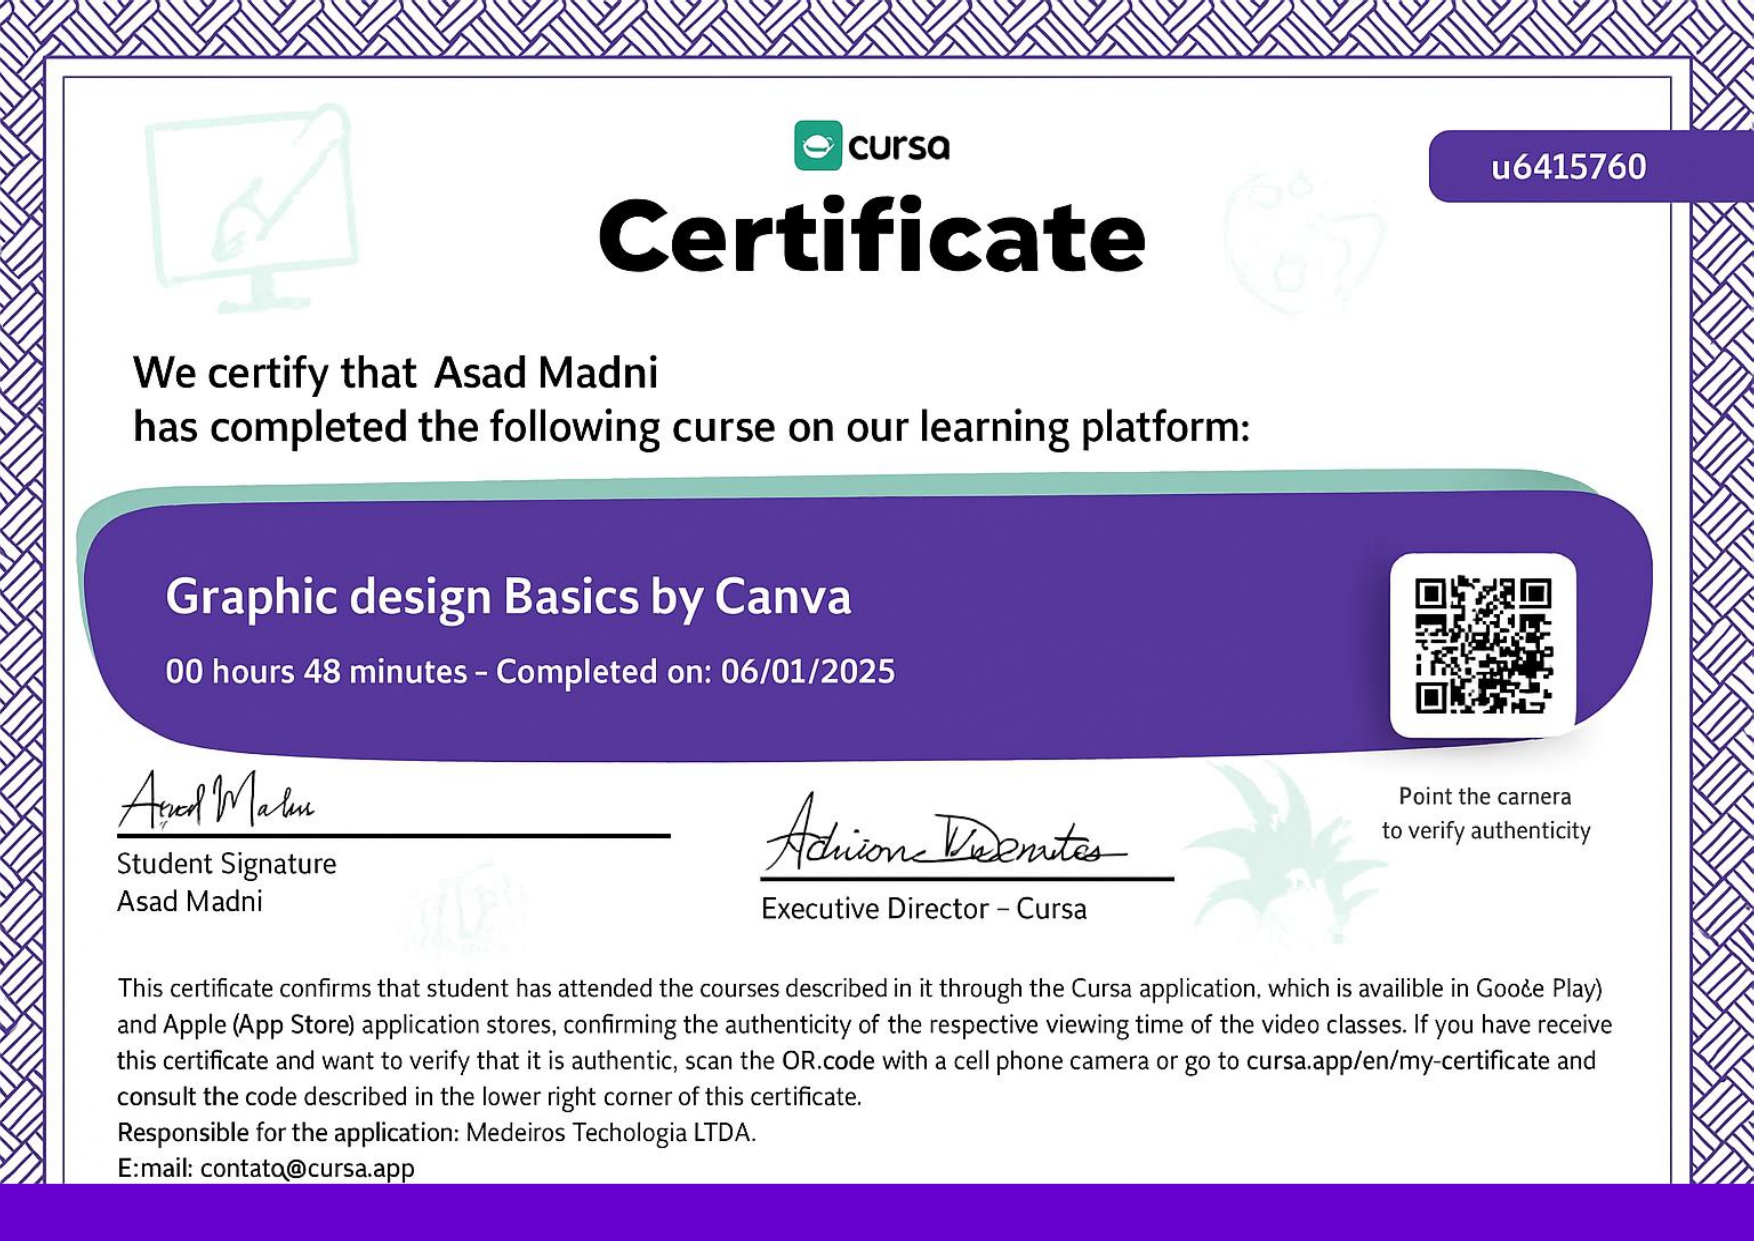 cursa
u6415760
Certificate
We certify that Asad Madni
has completed the following curse on our learning platform:
Graphic design Basics by Canva
00 hours 48 minutes - Completed on: 06/01/2025
Point the carnera
to verify authenticity
Student Signature
Asad Madni
Executive Director – Cursa
This certificate confirms that student has attended the courses described in it through the Cursa application, which is availible in Play)
and Apple (App Store) application stores, confirming the authenticity of the respective viewing time of the video classes. If you have receive
this certificate and want to verify that it is authentic, scan the OR.code with a cell phone camera or go to cursa.app/en/my-certificate and
consult the code described in the lower right corner of this certificate.
Responsible for the application: Medeiros Techologia LTDA.
E:mail: contato@cursa.app